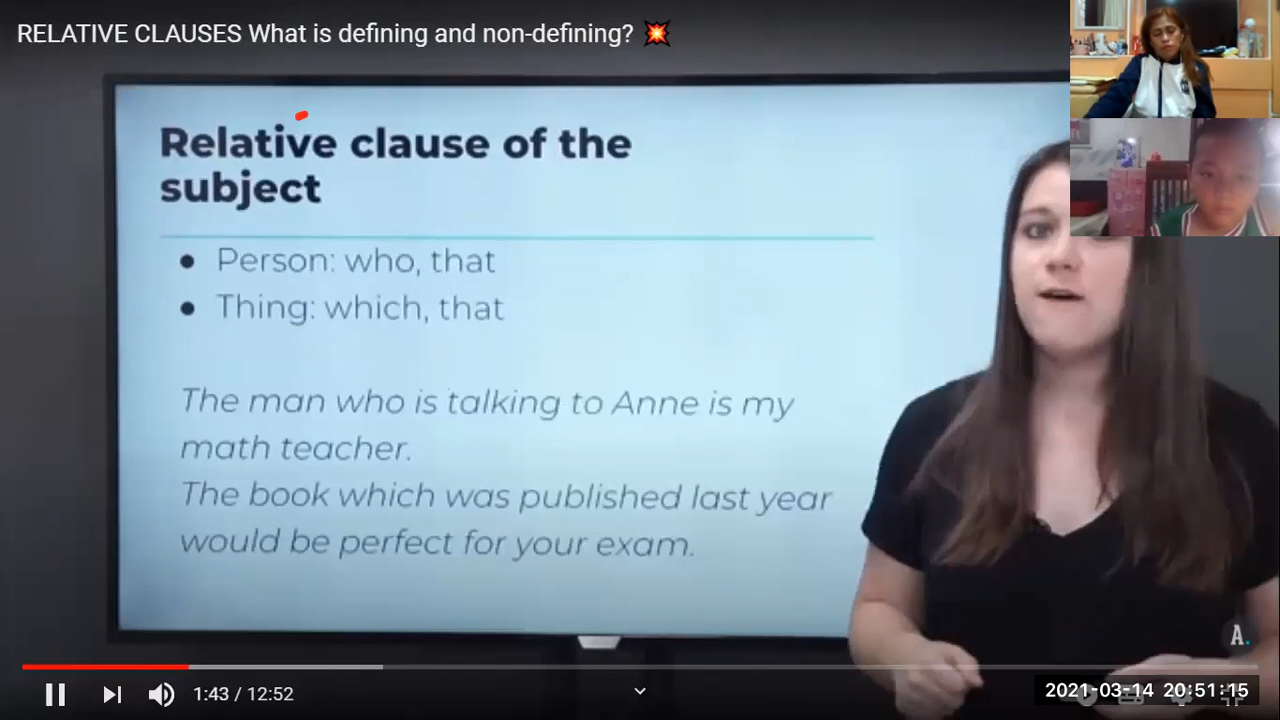 RELATIVE CLAUSES What is defining and non-defining? 💥
Relative clause of the
subject
● Person: who, that
● Thing: which, that
The man who is talking to Anne is my
math teacher.
The book which was published last year
would be perfect for your exam.
A.
1:43 / 12:52
2021-03-14 20:51:15